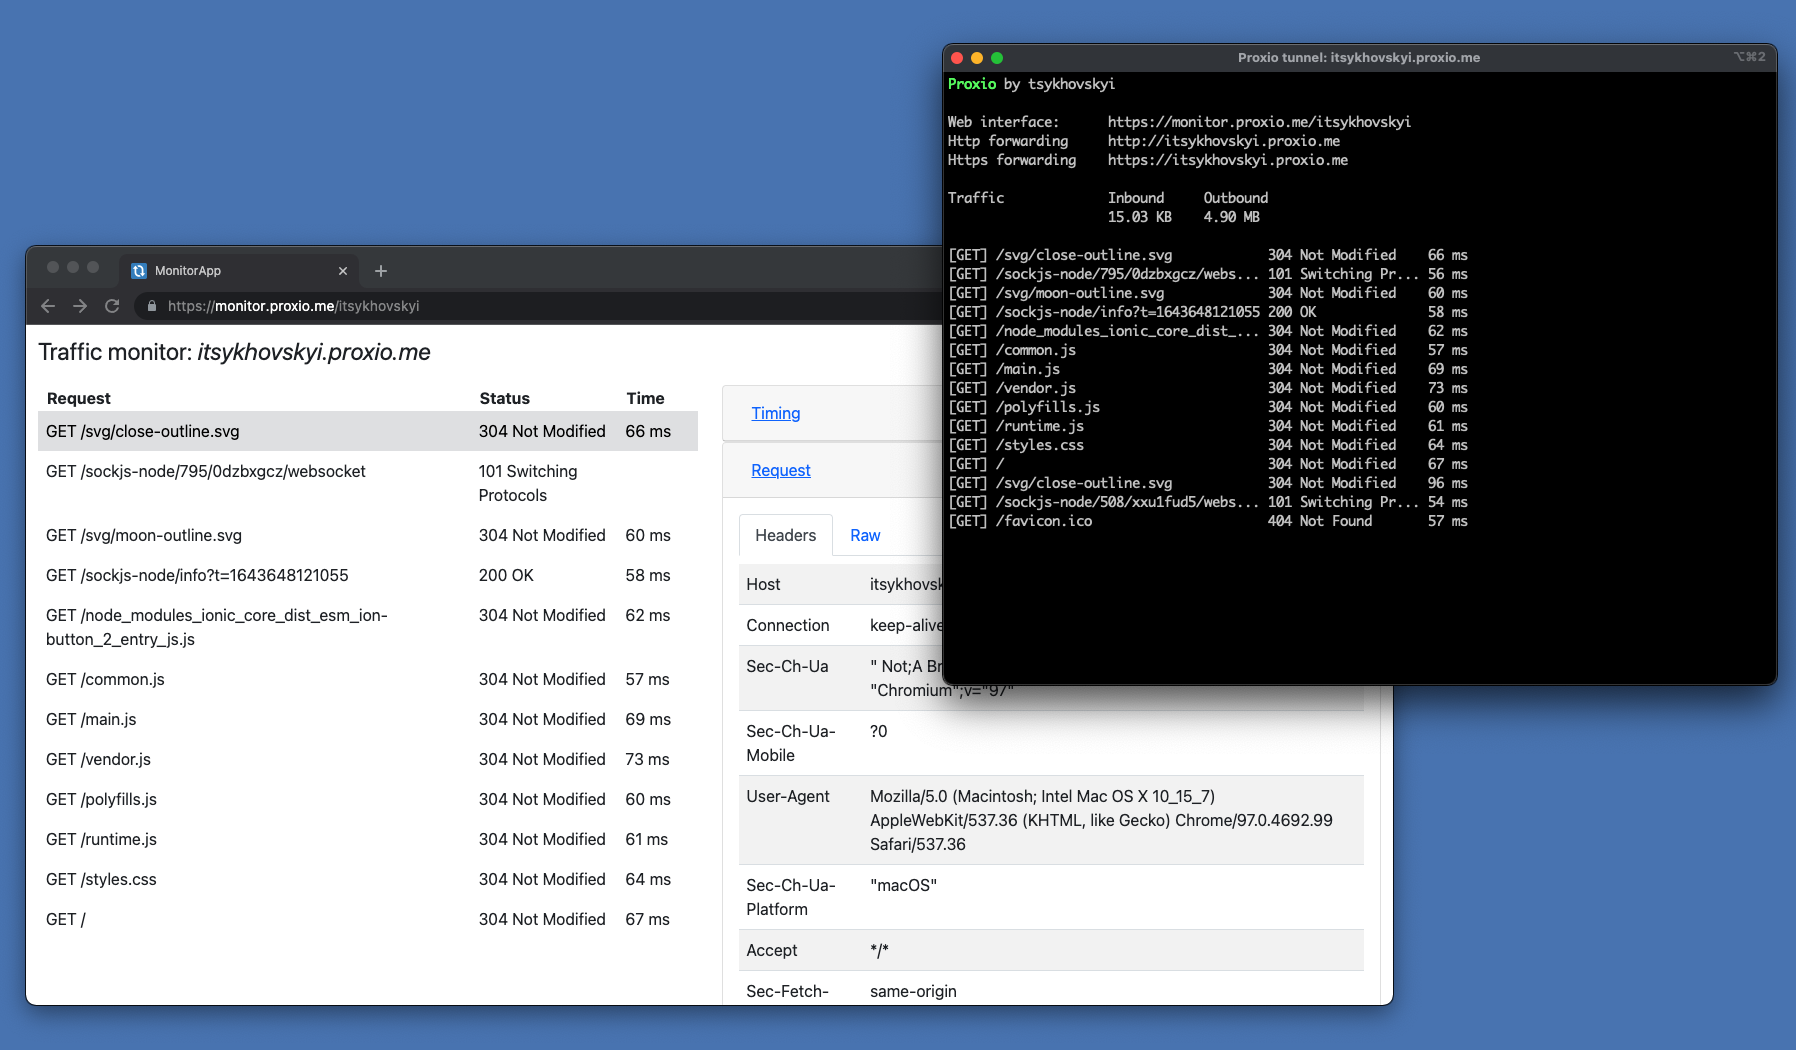 Proxio tunnel: itsykhovskyi.proxio.me
⌥⌘2
Proxio by tsykhovskyi
Web interface: https://monitor.proxio.me/itsykhovskyi
Http forwarding http://itsykhovskyi.proxio.me
Https forwarding https://itsykhovskyi.proxio.me
Traffic Inbound Outbound
15.03 KB 4.90 MB
[GET] /svg/close-outline.svg 304 Not Modified 66 ms
[GET] /sockjs-node/795/0dzbxgcz/webs... 101 Switching Pr... 56 ms
[GET] /svg/moon-outline.svg 304 Not Modified 60 ms
[GET] /sockjs-node/info?t=1643648121055 200 OK 58 ms
[GET] /node_modules_ionic_core_dist_... 304 Not Modified 62 ms
[GET] /common.js 304 Not Modified 57 ms
[GET] /main.js 304 Not Modified 69 ms
[GET] /vendor.js 304 Not Modified 73 ms
[GET] /polyfills.js 304 Not Modified 60 ms
[GET] /runtime.js 304 Not Modified 61 ms
[GET] /styles.css 304 Not Modified 64 ms
[GET] / 304 Not Modified 67 ms
[GET] /svg/close-outline.svg 304 Not Modified 96 ms
[GET] /sockjs-node/508/xxu1fud5/webs... 101 Switching Pr... 54 ms
[GET] /favicon.ico 404 Not Found 57 ms
MonitorApp
https://monitor.proxio.me/itsykhovskyi
Traffic monitor: itsykhovskyi.proxio.me
Request Status Time
GET /svg/close-outline.svg 304 Not Modified 66 ms
GET /sockjs-node/795/0dzbxgcz/websocket 101 Switching
Protocols
GET /svg/moon-outline.svg 304 Not Modified 60 ms
GET /sockjs-node/info?t=1643648121055 200 OK 58 ms
GET /node_modules_ionic_core_dist_esm_ion- 304 Not Modified 62 ms
button_2_entry_js.js
GET /common.js 304 Not Modified 57 ms
GET /main.js 304 Not Modified 69 ms
GET /vendor.js 304 Not Modified 73 ms
GET /polyfills.js 304 Not Modified 60 ms
GET /runtime.js 304 Not Modified 61 ms
GET /styles.css 304 Not Modified 64 ms
GET / 304 Not Modified 67 ms
Timing
Request
Headers Raw
Host itsykhovsk
Connection keep-alive
Sec-Ch-Ua " Not;A Br
"Chromium";v="97"
Sec-Ch-Ua- ?0
Mobile
User-Agent Mozilla/5.0 (Macintosh; Intel Mac OS X 10_15_7)
AppleWebKit/537.36 (KHTML, like Gecko) Chrome/97.0.4692.99
Safari/537.36
Sec-Ch-Ua- "macOS"
Platform
Accept */*
Sec-Fetch- same-origin